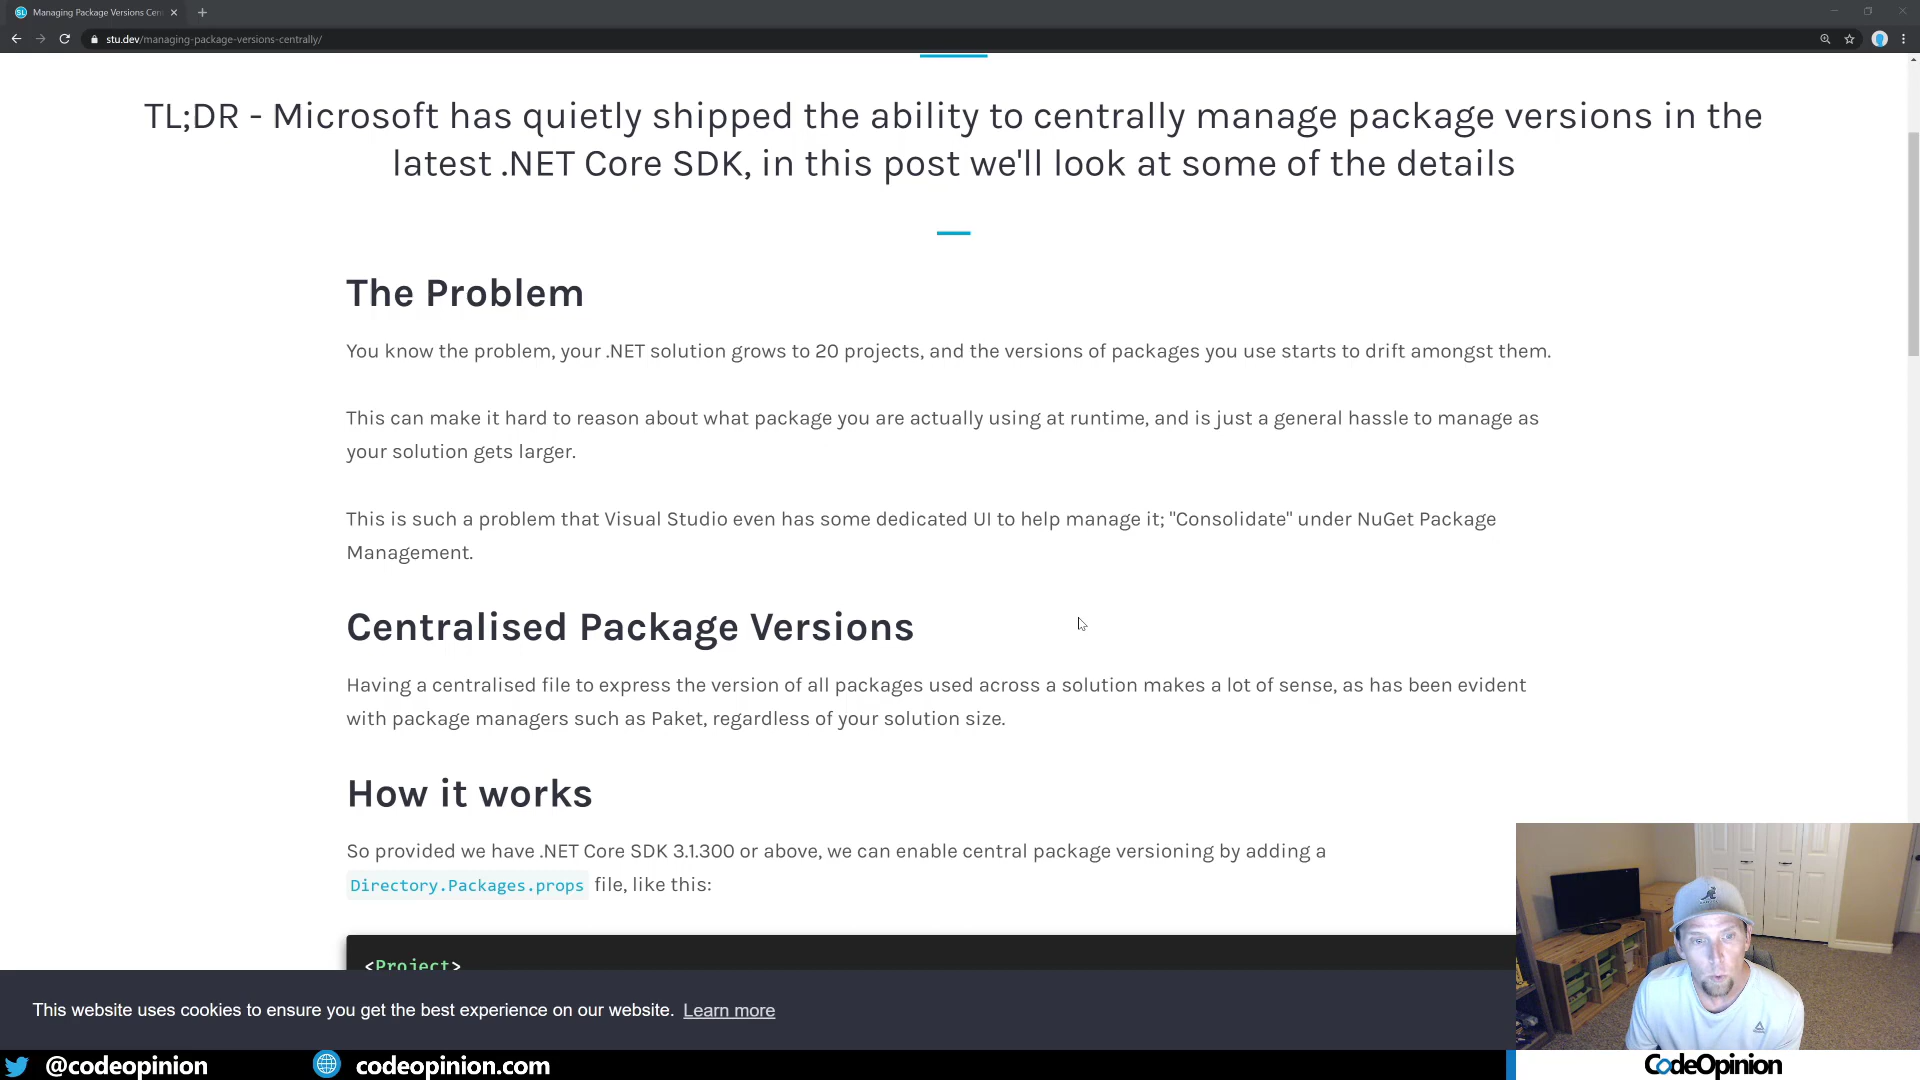 SL Managing Package Versions Cen
stu.dev/managing-package-versions-centrally/
TL;DR - Microsoft has quietly shipped the ability to centrally manage package versions in the
latest .NET Core SDK, in this post we'll look at some of the details
The Problem
You know the problem, your .NET solution grows to 20 projects, and the versions of packages you use starts to drift amongst them.
This can make it hard to reason about what package you are actually using at runtime, and is just a general hassle to manage as
your solution gets larger.
This is such a problem that Visual Studio even has some dedicated UI to help manage it; "Consolidate" under NuGet Package
Management.
Centralised Package Versions
Having a centralised file to express the version of all packages used across a solution makes a lot of sense, as has been evident
with package managers such as Paket, regardless of your solution size.
How it works
So provided we have .NET Core SDK 3.1.300 or above, we can enable central package versioning by adding a
Directory.Packages.props file, like this:
<Project>
This website uses cookies to ensure you get the best experience on our website. Learn more
@codeopinion
codeopinion.com
CodeOpinion